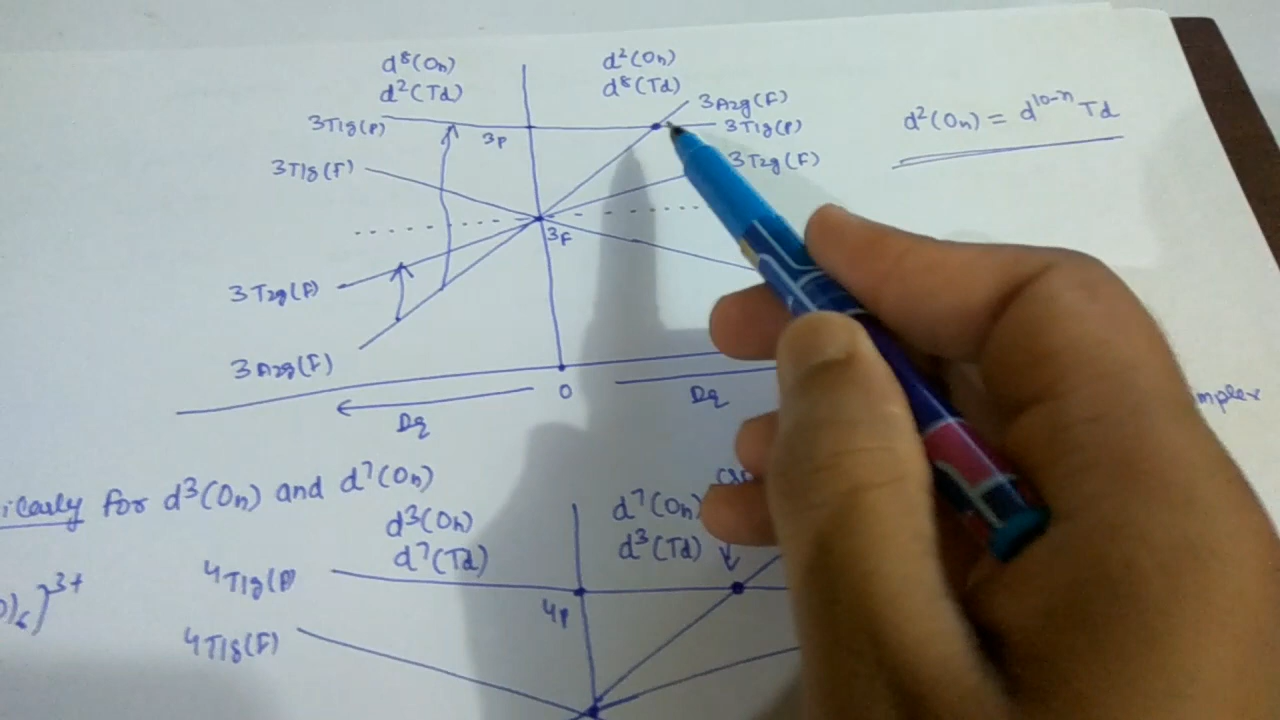 d⁸(Oh) d²(Oh)
d²(Td) d⁸(Td)
3A2g(F)
3T1g(P) 3P 3T1g(P)
d²(Oh) = d¹⁰⁻ⁿ Td
3T1g(F) 3T2g(F)
3F
3T2g(F)
3A2g(F)
0
Dq Dq
for d³(Oh) and d⁷(Oh)
d³(Oh) d⁷(Oh)
d⁷(Td) d³(Td)
4T1g(P)
]³⁺
4P
4T1g(F)